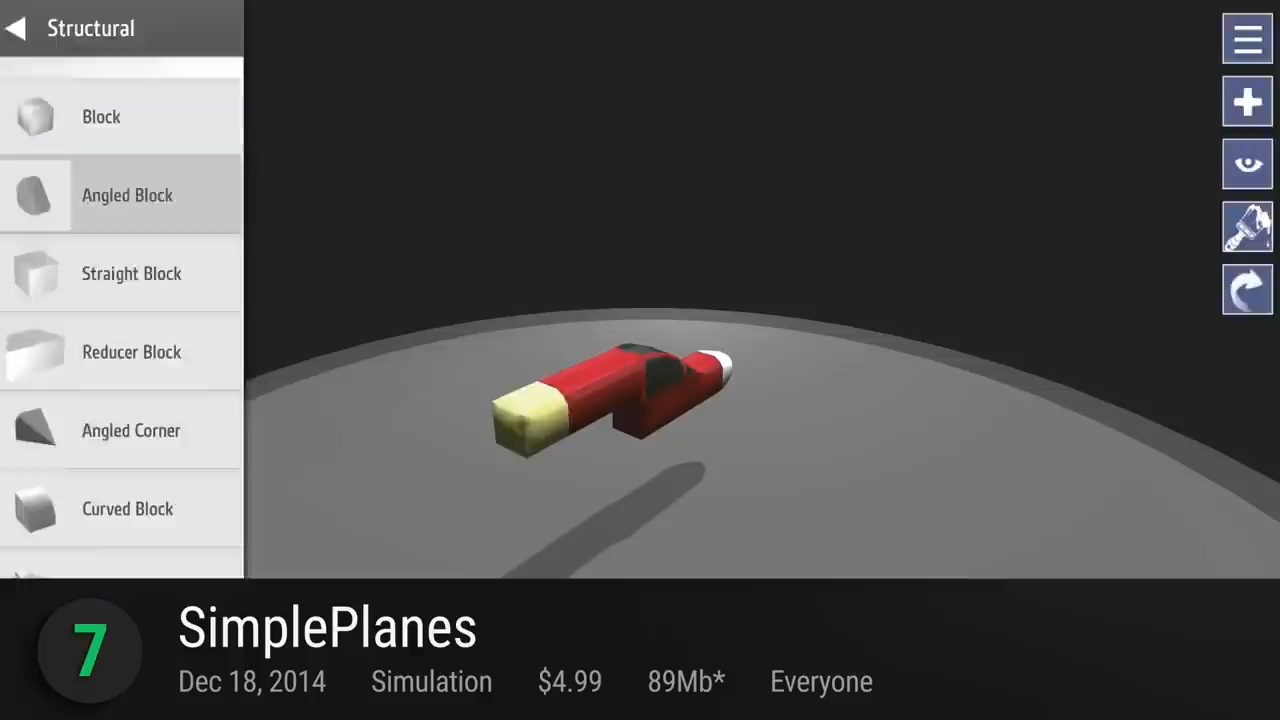 Structural
Block
Angled Block
Straight Block
Reducer Block
Angled Corner
Curved Block
7
SimplePlanes
Dec 18, 2014 Simulation $4.99 89Mb* Everyone